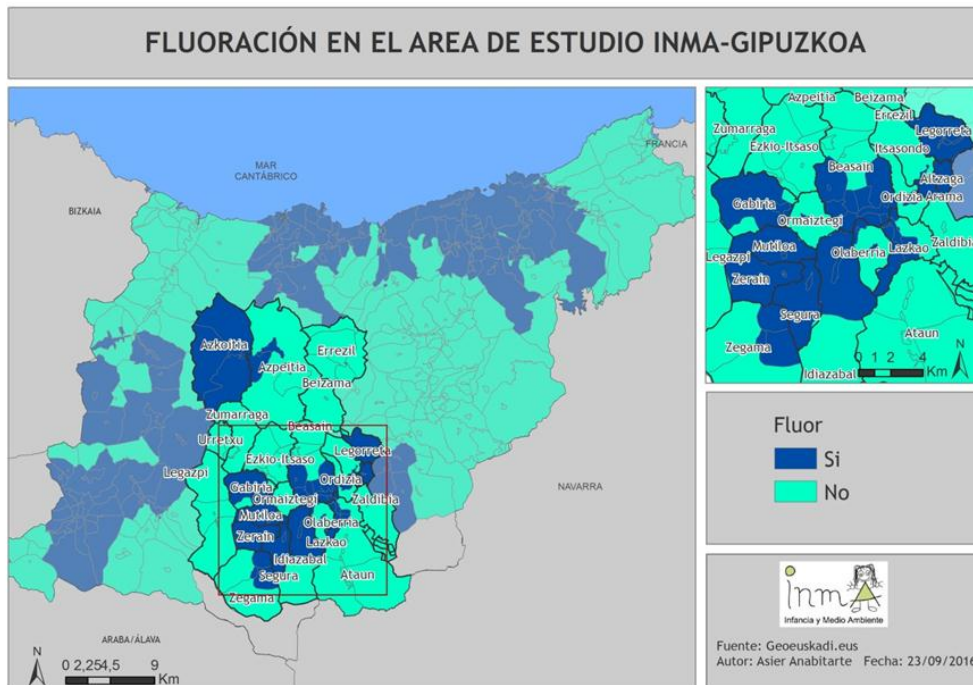 FLUORACIÓN EN EL AREA DE ESTUDIO INMA-GIPUZKOA
MAR
CANTÁBRICO
FRANCIA
BIZKAIA
Azkoitia
Azpeitia
Errezil
Beizama
Zumarraga
Urretxu
Beasain
Legorreta
Ezkio-Itsaso
Legazpi
Gabiria
Ordizia
Ormaiztegi
Zaldibia
Mutiloa
Olaberria
Zerain
Lazkao
Idiazabal
Segura
Ataun
Zegama
NAVARRA
ARABA/ÁLAVA
N
0 2,25 4,5 9
Km
Azpeitia
Beizama
Errezil
Zumarraga
Legorreta
Ezkio-Itsaso
Itsasondo
Beasain
Altzaga
Gabiria
Ordizia
Arama
Ormaiztegi
Mutiloa
Lazkao
Zaldibia
Legazpi
Olaberria
Zerain
Segura
Ataun
Zegama
Idiazabal
0 1 2 4
Km
N
Fluor
Si
No
inma
Infancia y Medio Ambiente
Fuente: Geoeuskadi.eus
Autor: Asier Anabitarte Fecha: 23/09/2016